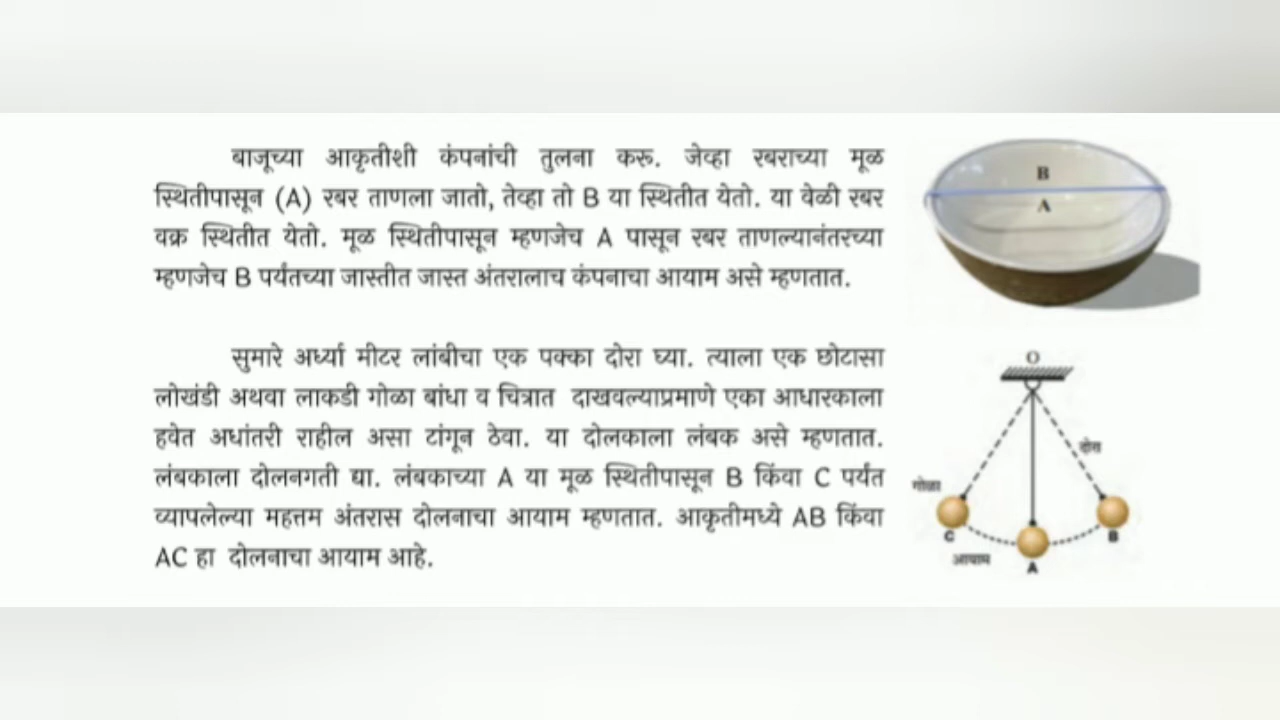 बाजूच्या आकृतीशी कंपनांची तुलना करू. जेव्हा रबराच्या मूळ
स्थितीपासून (A) रबर ताणला जातो, तेव्हा तो B या स्थितीत येतो. या वेळी रबर
वक्र स्थितीत येतो. मूळ स्थितीपासून म्हणजेच A पासून रबर ताणल्यानंतरच्या
म्हणजेच B पर्यंतच्या जास्तीत जास्त अंतरालाच कंपनाचा आयाम असे म्हणतात.
B
A
सुमारे अर्ध्या मीटर लांबीचा एक पक्का दोरा घ्या. त्याला एक छोटासा
लोखंडी अथवा लाकडी गोळा बांधा व चित्रात दाखवल्याप्रमाणे एका आधारकाला
हवेत अधांतरी राहील असा टांगून ठेवा. या दोलकाला लंबक असे म्हणतात.
लंबकाला दोलनगती द्या. लंबकाच्या A या मूळ स्थितीपासून B किंवा C पर्यंत
व्यापलेल्या महत्तम अंतरास दोलनाचा आयाम म्हणतात. आकृतीमध्ये AB किंवा
AC हा दोलनाचा आयाम आहे.
O
दोरा
गोळा
C
B
आयाम
A